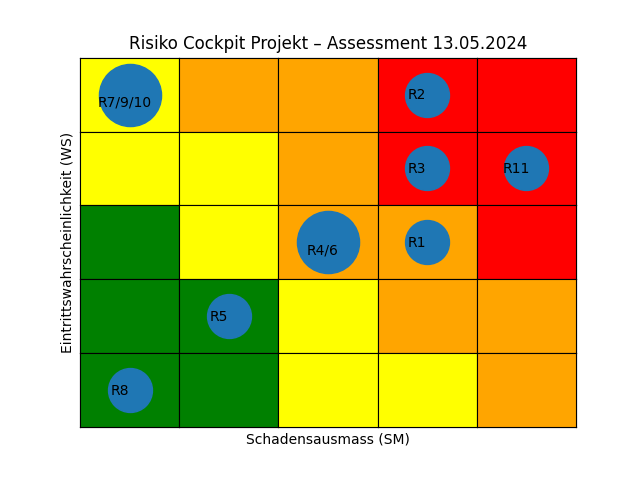 Risiko Cockpit Projekt – Assessment 13.05.2024
Eintrittswahrscheinlichkeit (WS)
R7/9/10
R2
R3
R11
R4/6
R1
R5
R8
Schadensausmass (SM)